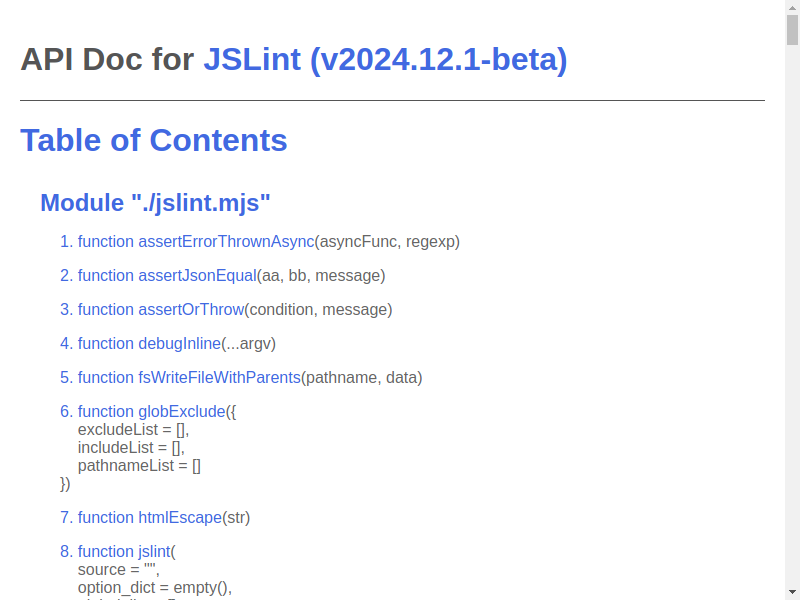 API Doc for JSLint (v2024.12.1-beta)
Table of Contents
Module "./jslint.mjs"
1. function assertErrorThrownAsync(asyncFunc, regexp)
2. function assertJsonEqual(aa, bb, message)
3. function assertOrThrow(condition, message)
4. function debugInline(...argv)
5. function fsWriteFileWithParents(pathname, data)
6. function globExclude({
excludeList = [],
includeList = [],
pathnameList = []
})
7. function htmlEscape(str)
8. function jslint(
source = "",
option_dict = empty(),